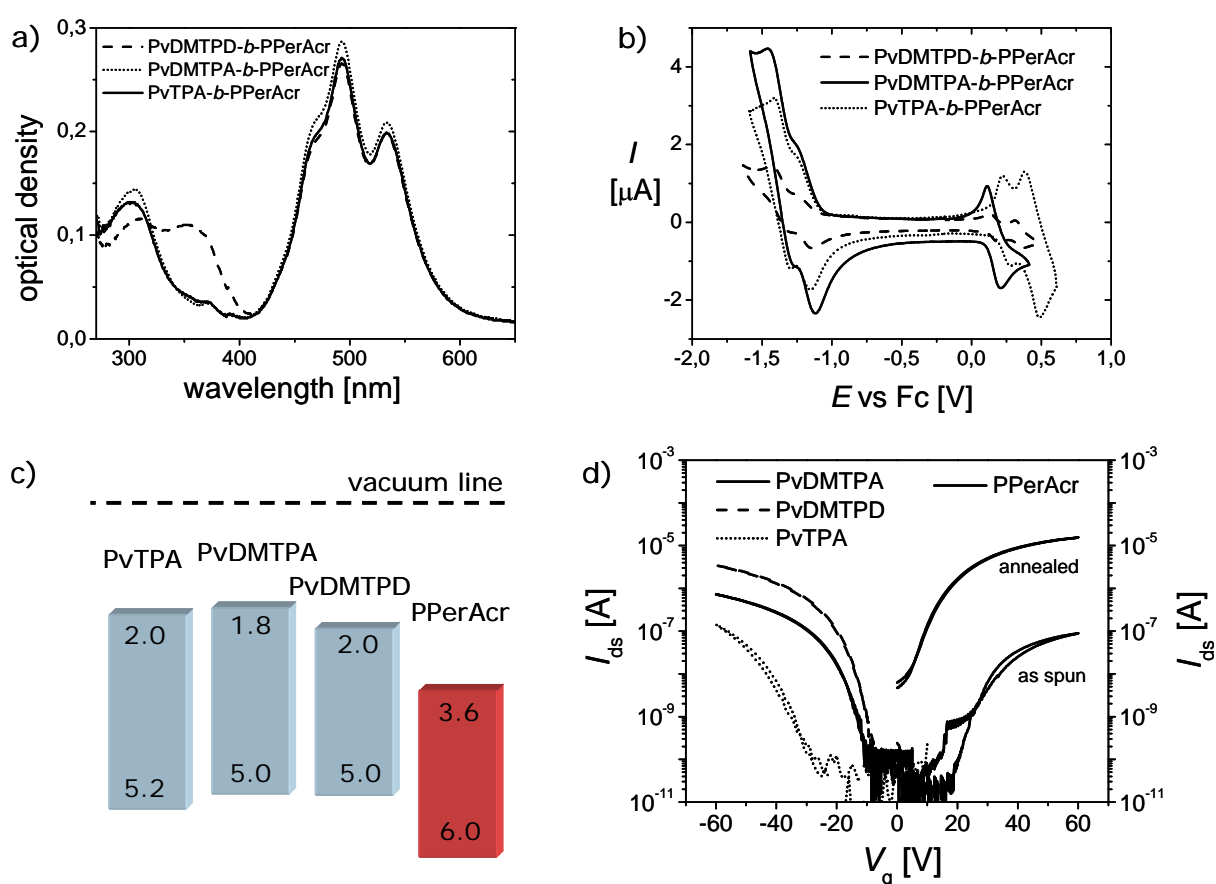 a)
0,3
0,2
0,1
0,0
optical density
PvDMTPD-b-PPerAcr
PvDMTPA-b-PPerAcr
PvTPA-b-PPerAcr
300 400 500 600
wavelength [nm]
b)
4
2
0
-2
I
[μA]
PvDMTPD-b-PPerAcr
PvDMTPA-b-PPerAcr
PvTPA-b-PPerAcr
-2,0 -1,5 -1,0 -0,5 0,0 0,5 1,0
E vs Fc [V]
c)
vacuum line
PvTPA
PvDMTPA
PvDMTPD
PPerAcr
2.0
1.8
2.0
3.6
5.2
5.0
5.0
6.0
d)
10-3
10-5
10-7
10-9
10-11
Ids [A]
PvDMTPA
PvDMTPD
PvTPA
PPerAcr
annealed
as spun
10-3
10-5
10-7
10-9
10-11
Ids [A]
-60 -40 -20 0 20 40 60
Vg [V]